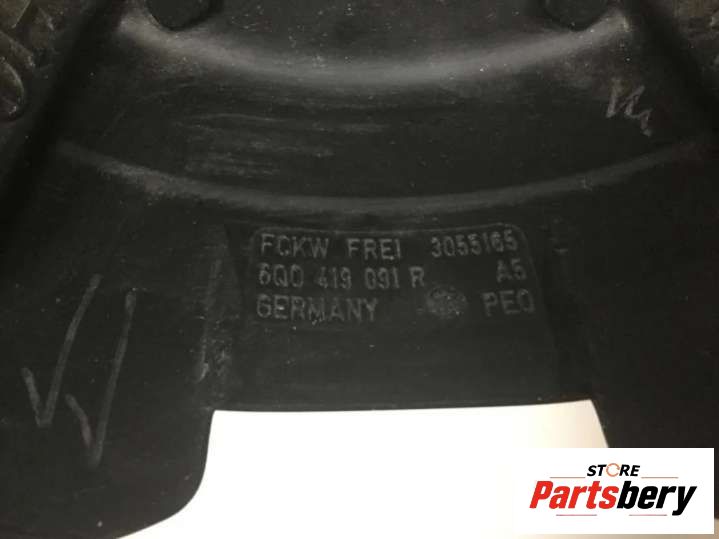 FCKW FREI 3055165
6Q0 419 091 R A5
GERMANY PEO
STORE
Partsbery